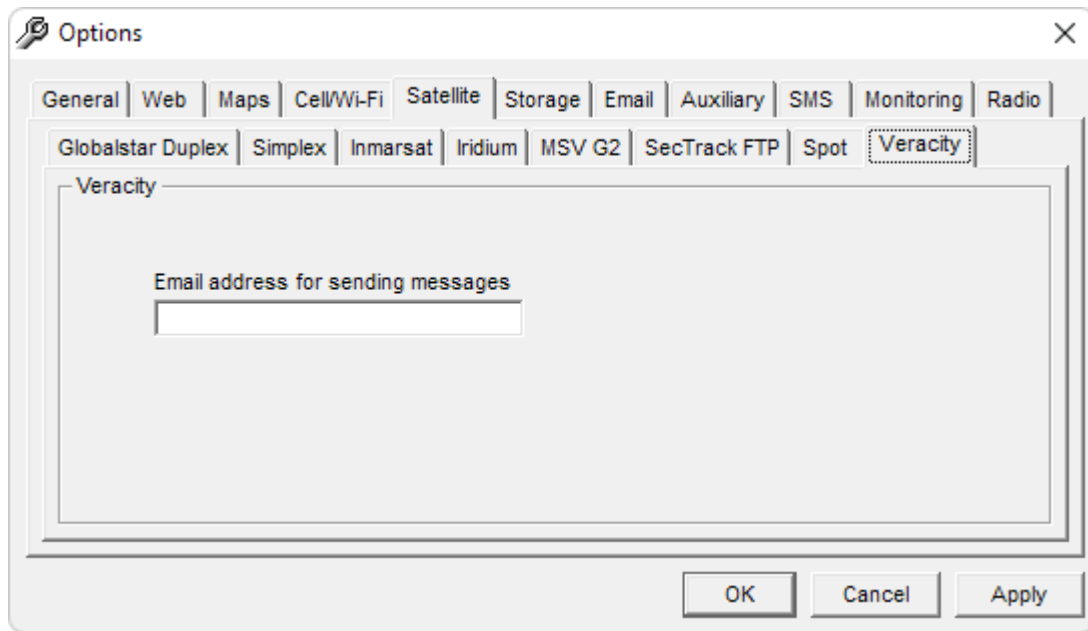 Options
General Web Maps Cell/Wi-Fi Satellite Storage Email Auxiliary SMS Monitoring Radio
Globalstar Duplex Simplex Inmarsat Iridium MSV G2 SecTrack FTP Spot Veracity
Veracity
Email address for sending messages
OK Cancel Apply